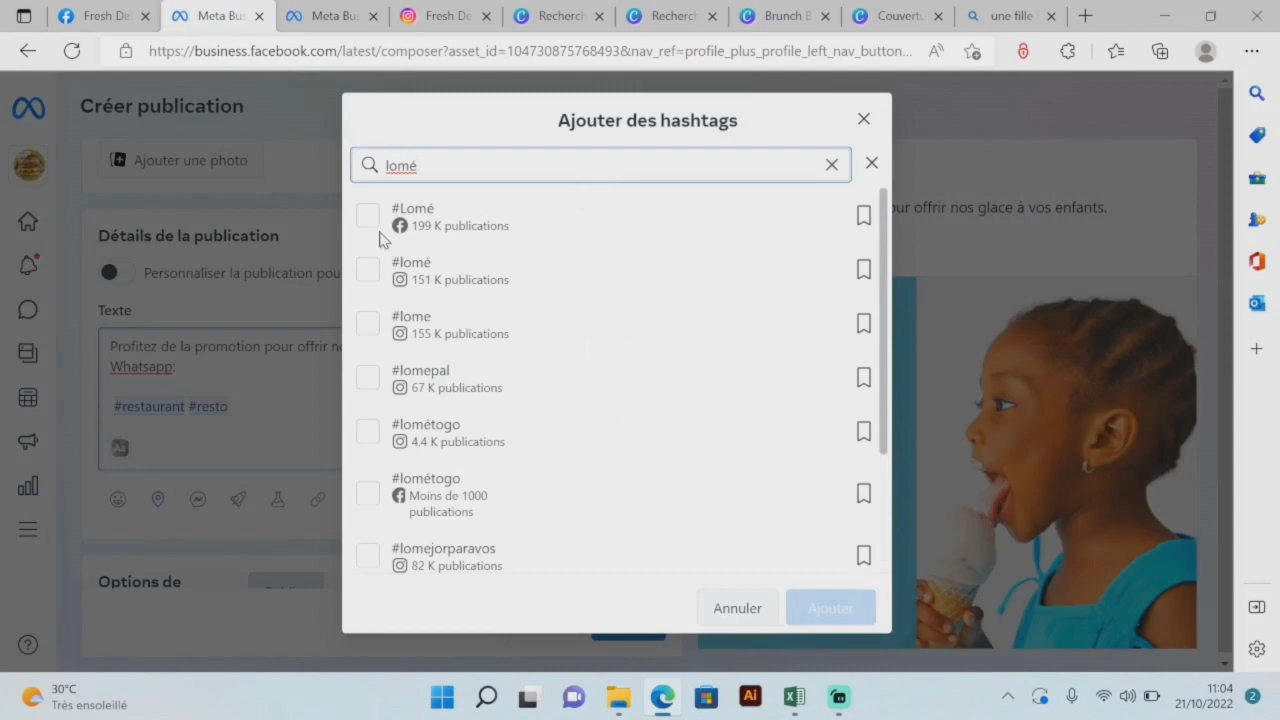 Fresh De
Meta Bus
Meta Bus
Fresh De
Recherch
Recherch
Brunch B
Couvertu
une fille
https://business.facebook.com/latest/composer?asset_id=104730875768493&nav_ref=profile_plus_profile_left_nav_button...
Créer publication
Ajouter une photo
Détails de la publication
Personnaliser la publication pou
Texte
Profitez de la promotion pour offrir no
Whatsapp:
#restaurant #resto
Options de
Ajouter des hashtags
lomé
#Lomé
199 K publications
#lomé
151 K publications
#lome
155 K publications
#lomepal
67 K publications
#lométogo
4,4 K publications
#lométogo
Moins de 1000
publications
#lomejorparavos
82 K publications
Annuler
Ajouter
our offrir nos glace à vos enfants.
30°C
Très ensoleillé
Ai
11:04
21/10/2022
2